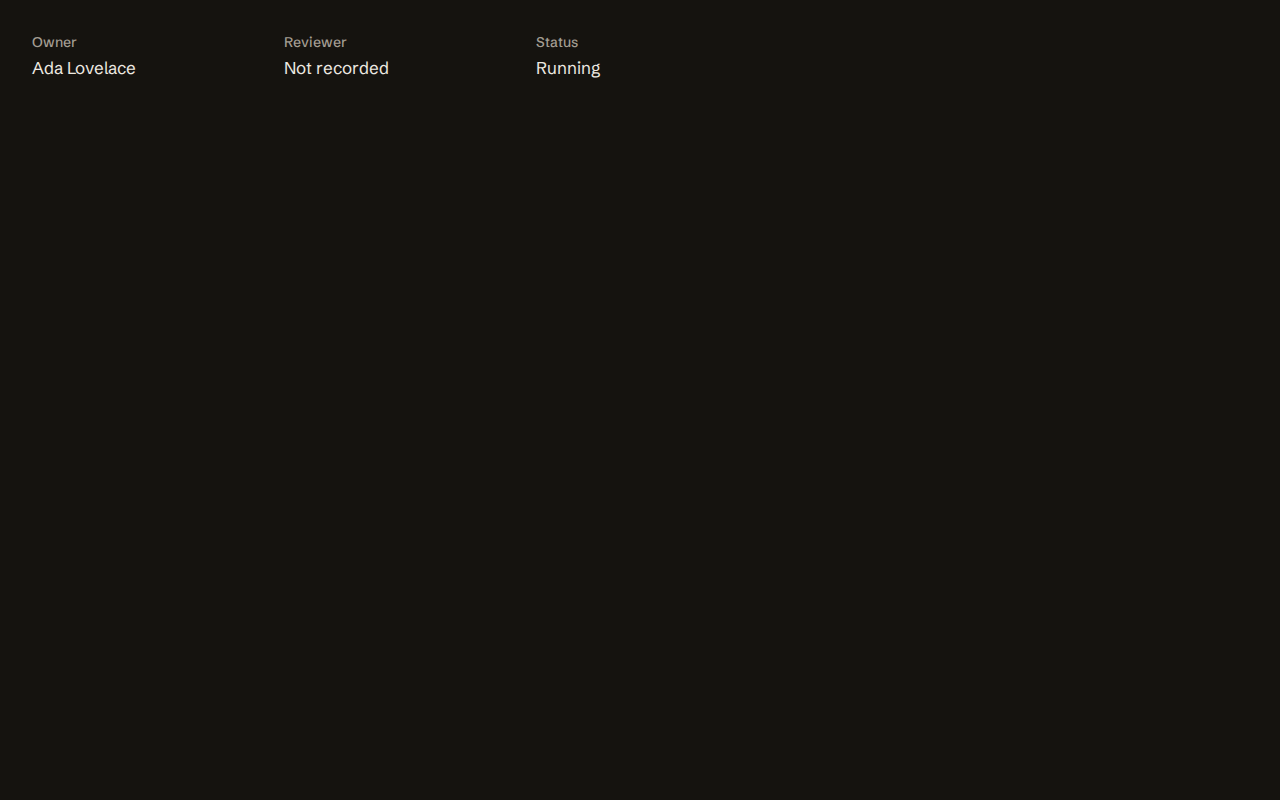 Owner
Ada Lovelace
Reviewer
Not recorded
Status
Running